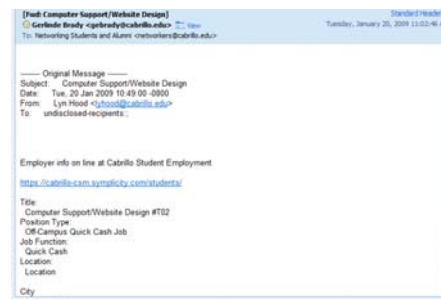 [Fwd: Computer Support/Website Design]
Standard Header
Gerlinde Brady <gebrady@cabrillo.edu> View
Tuesday, January 20, 2009 11:02:46
To: Networking Students and Alumni <networkers@cabrillo.edu>
-------- Original Message --------
Subject: Computer Support/Website Design
Date: Tue, 20 Jan 2009 10:49:00 -0800
From: Lyn Hood <lyhood@cabrillo.edu>
To: undisclosed-recipients:;
Employer info on line at Cabrillo Student Employment
https://cabrillo-csm.symplicity.com/students/
Title:
Computer Support/Website Design #T02
Position Type:
Off-Campus Quick Cash Job
Job Function:
Quick Cash
Location:
Location
City